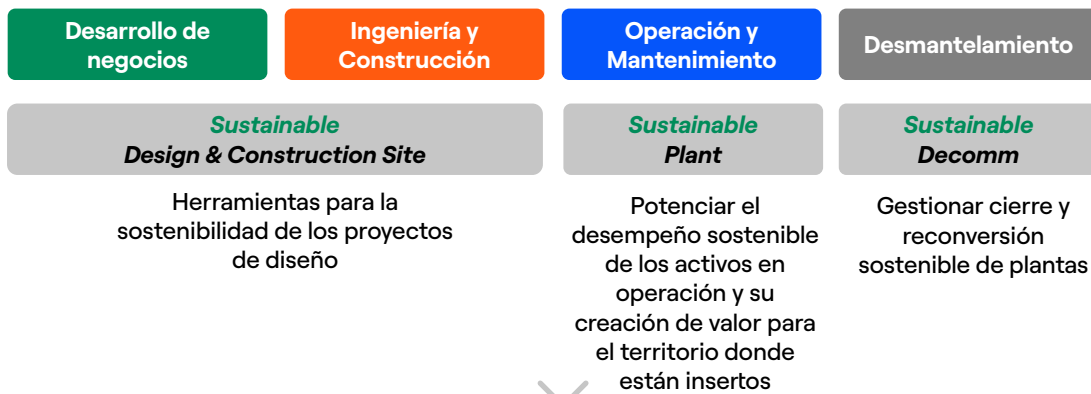 Desarrollo de
negocios
Ingeniería y
Construcción
Operación y
Mantenimiento
Desmantelamiento
Sustainable
Design & Construction Site
Sustainable
Plant
Sustainable
Decomm
Herramientas para la
sostenibilidad de los proyectos
de diseño
Potenciar el
desempeño sostenible
de los activos en
operación y su
creación de valor para
el territorio donde
están insertos
Gestionar cierre y
reconversión
sostenible de plantas